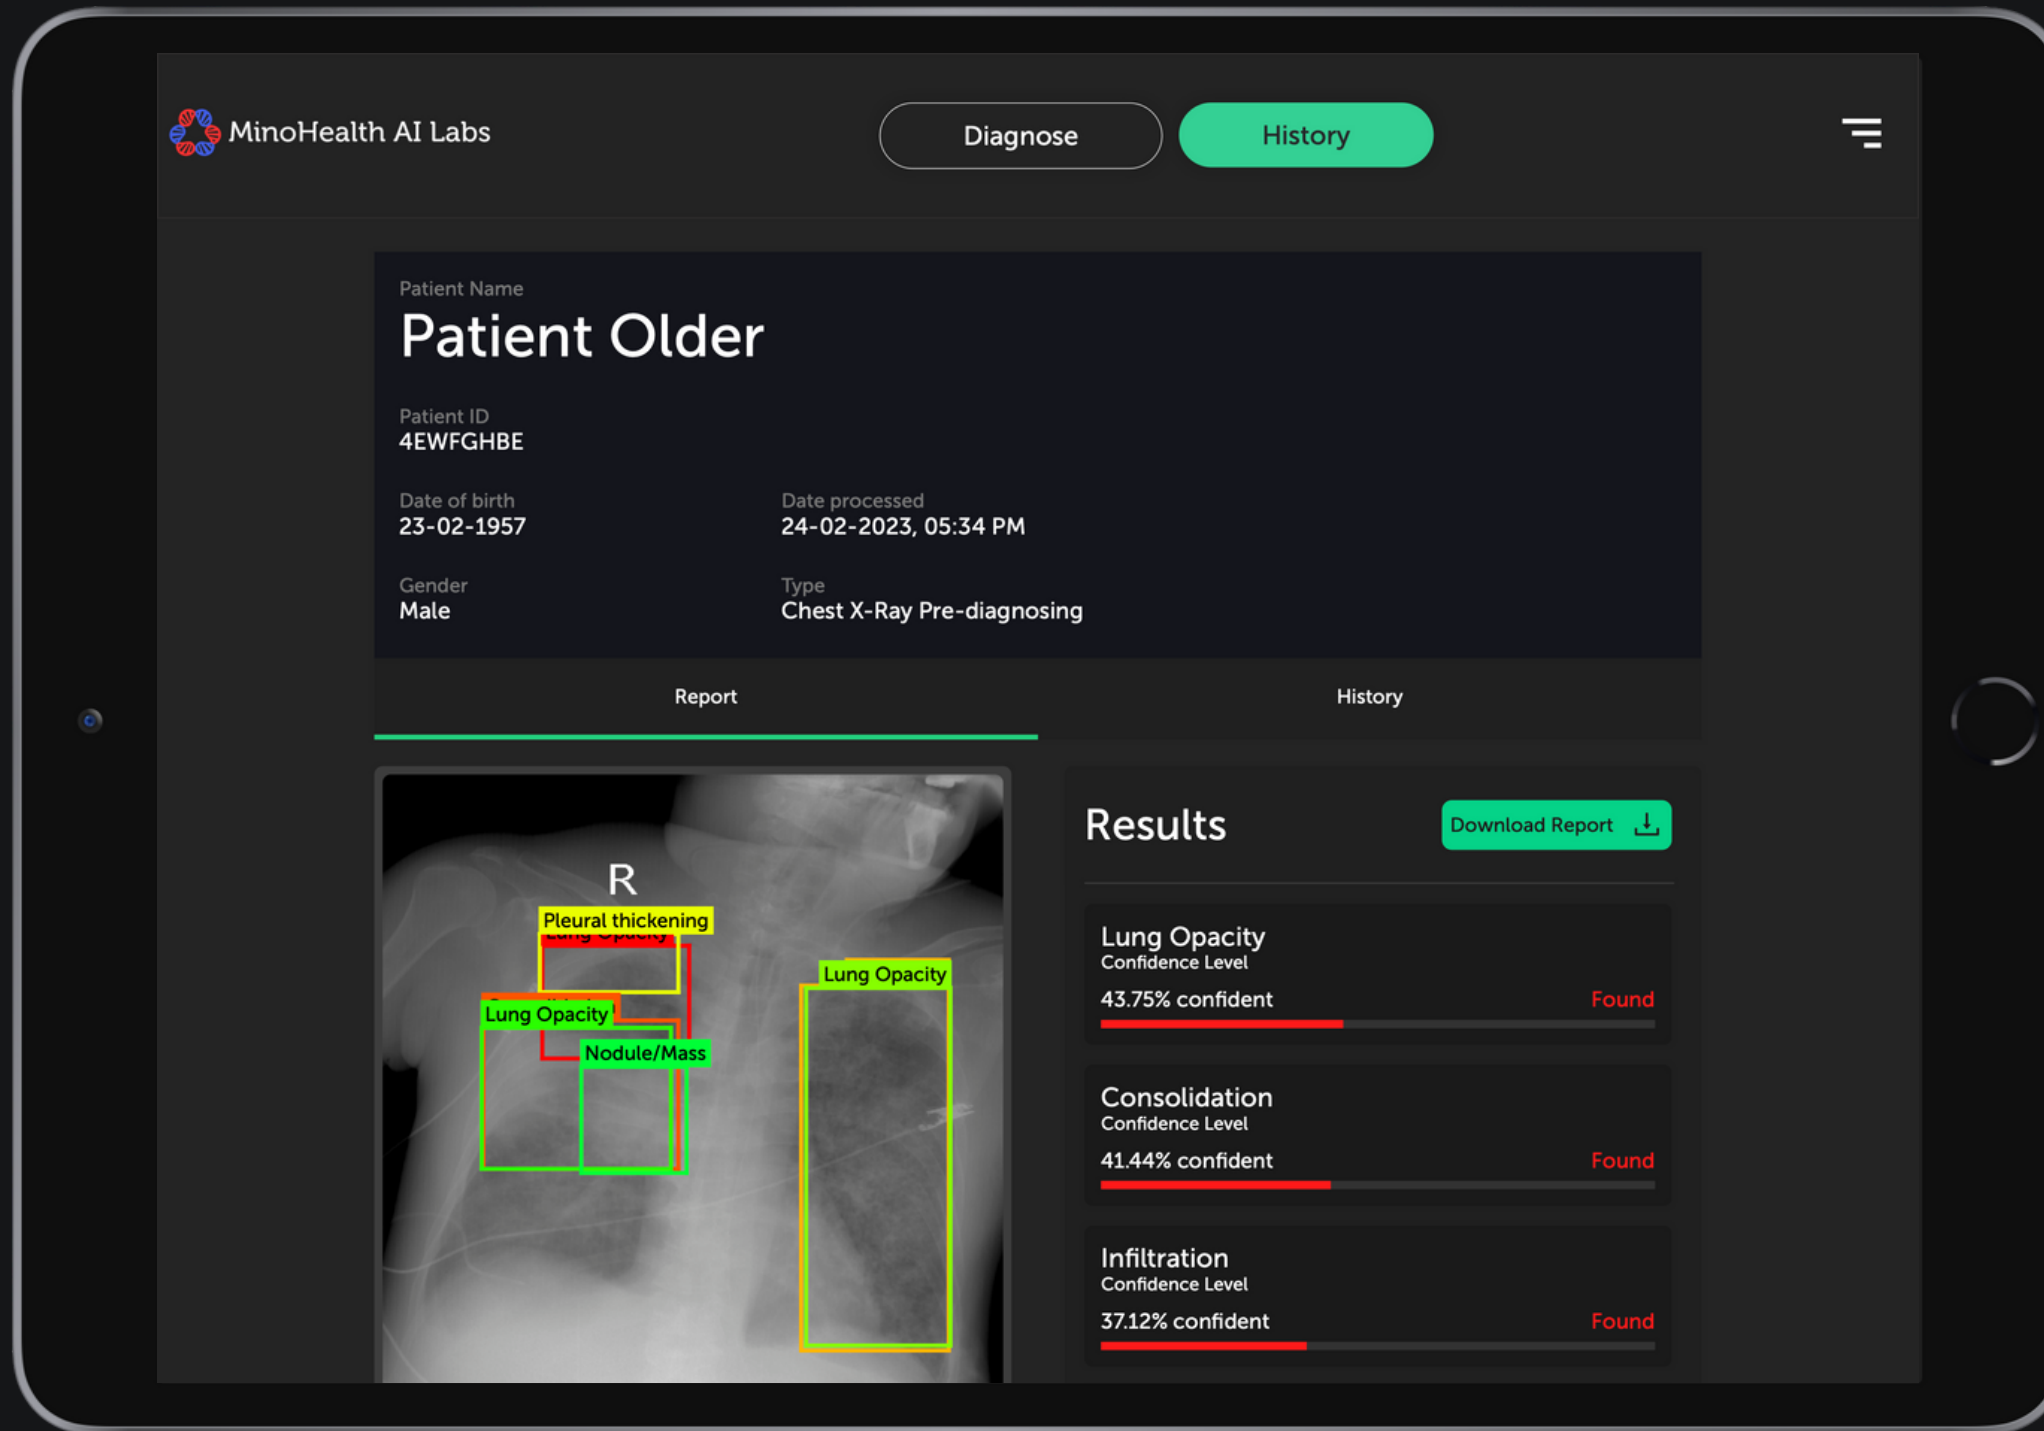 MinoHealth AI Labs
Diagnose
History
Patient Name
Patient Older
Patient ID
4EWFGHBE
Date of birth
23-02-1957
Date processed
24-02-2023, 05:34 PM
Gender
Male
Type
Chest X-Ray Pre-diagnosing
Report
History
R
Pleural thickening
Lung Opacity
Lung Opacity
Lung Opacity
Nodule/Mass
Results
Download Report
Lung Opacity
Confidence Level
43.75% confident
Found
Consolidation
Confidence Level
41.44% confident
Found
Infiltration
Confidence Level
37.12% confident
Found